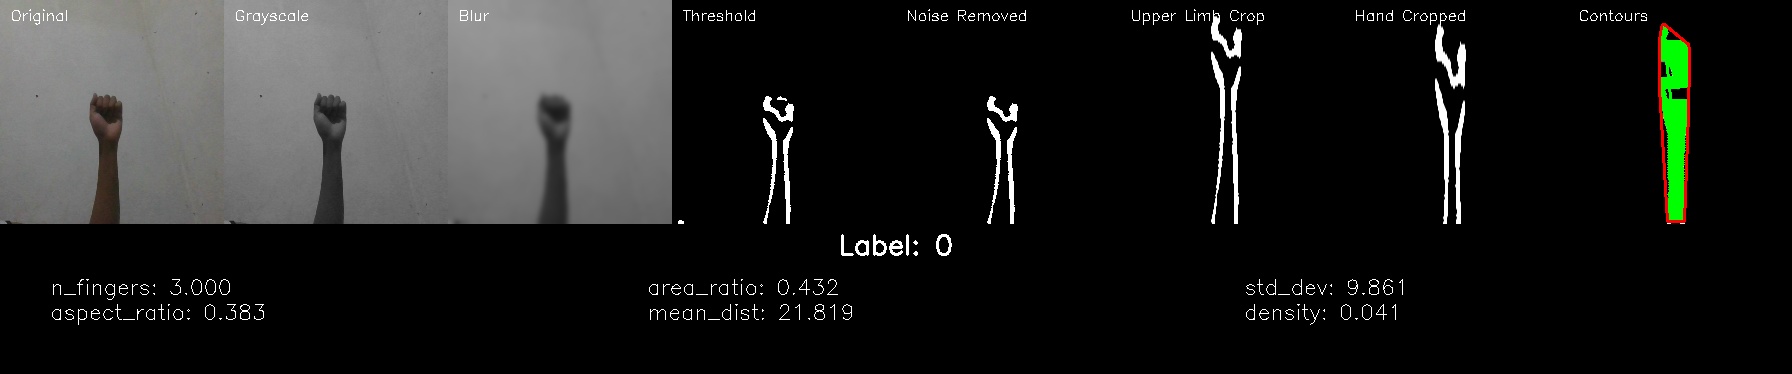 Original
Grayscale
Blur
Threshold
Noise Removed
Upper Limb Crop
Hand Cropped
Contours
Label: 0
n_fingers: 3.000
area_ratio: 0.432
std_dev: 9.861
aspect_ratio: 0.383
mean_dist: 21.819
density: 0.041